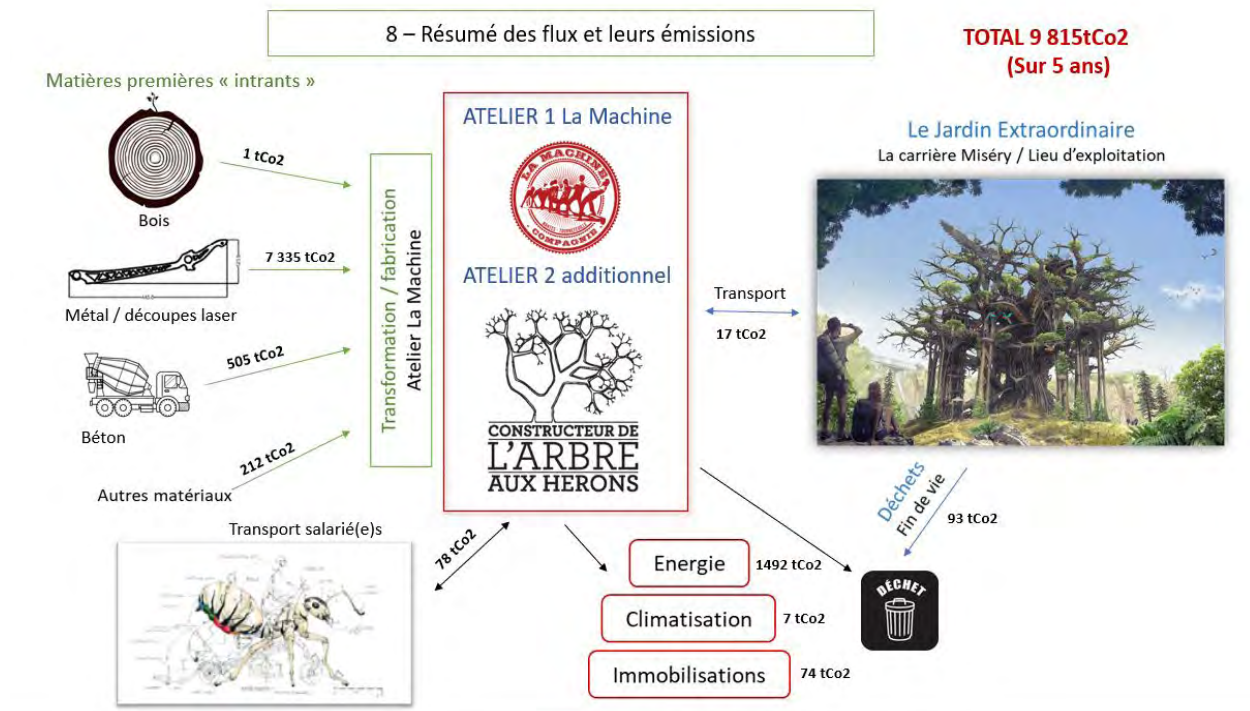 8 – Résumé des flux et leurs émissions
TOTAL 9 815tCo2
(Sur 5 ans)
Matières premières « intrants »
1 tCo2
Bois
7 335 tCo2
Métal / découpes laser
505 tCo2
Béton
212 tCo2
Autres matériaux
Transformation / fabrication
Atelier La Machine
ATELIER 1 La Machine
LA MACHINE
COMPAGNIE
ATELIER 2 additionnel
CONSTRUCTEUR DE
L'ARBRE
AUX HERONS
Transport
17 tCo2
Le Jardin Extraordinaire
La carrière Miséry / Lieu d'exploitation
Déchets
Fin de vie
93 tCo2
DÉCHET
Transport salarié(e)s
78 tCo2
Energie
1492 tCo2
Climatisation
7 tCo2
Immobilisations
74 tCo2